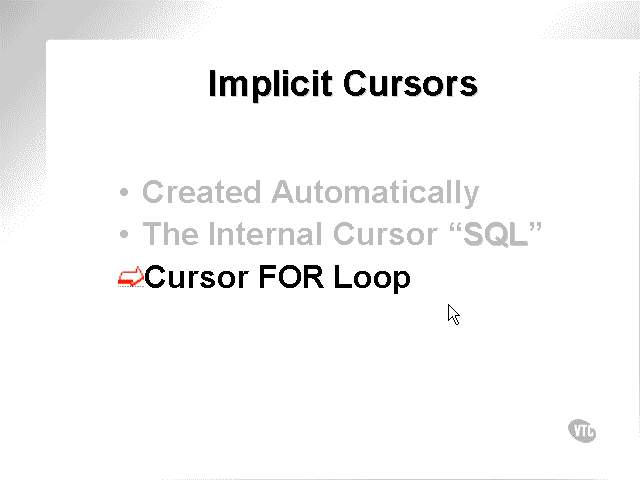 Implicit Cursors
• Created Automatically
• The Internal Cursor “SQL”
Cursor FOR Loop
VTC